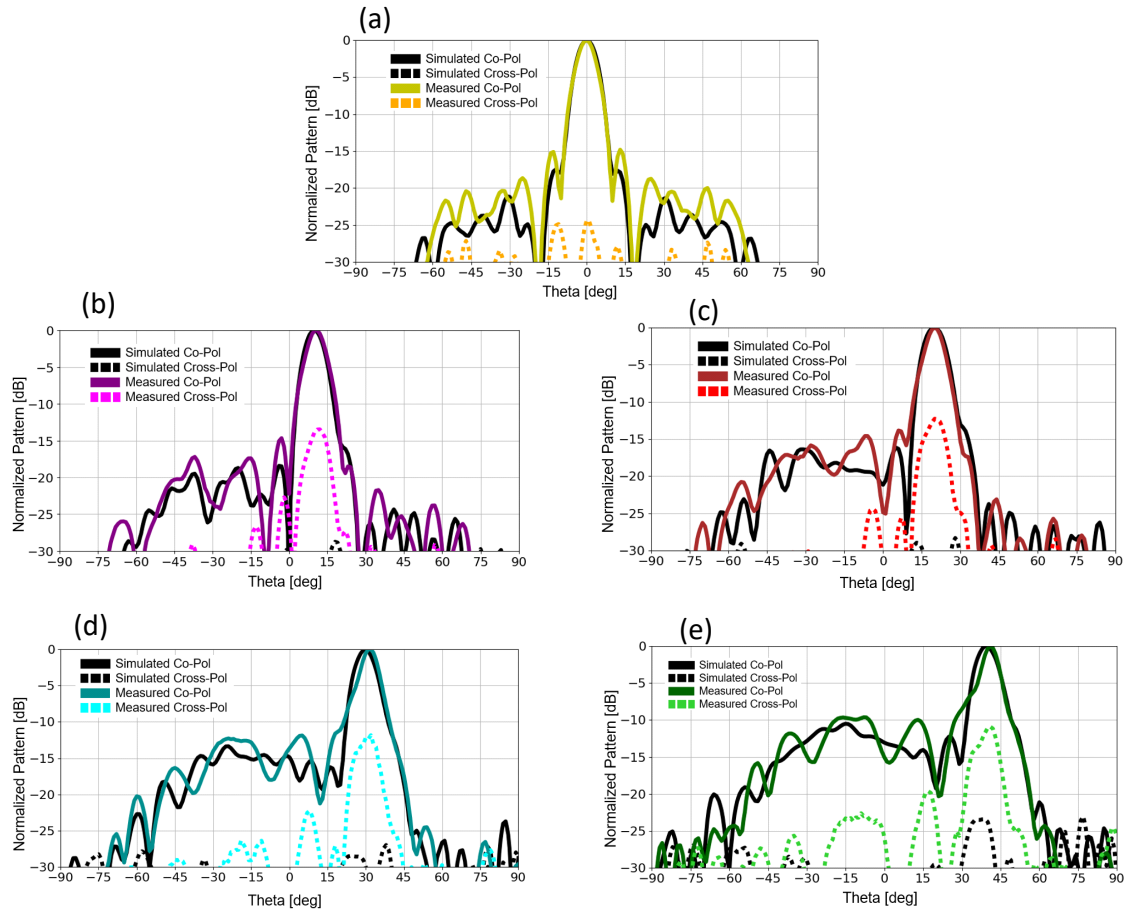 (a)
Normalized Pattern [dB]
0
−5
−10
−15
−20
−25
−30
Simulated Co-Pol
Simulated Cross-Pol
Measured Co-Pol
Measured Cross-Pol
−90 −75 −60 −45 −30 −15 0 15 30 45 60 75 90
Theta [deg]
(b)
Normalized Pattern [dB]
0
−5
−10
−15
−20
−25
−30
Simulated Co-Pol
Simulated Cross-Pol
Measured Co-Pol
Measured Cross-Pol
−90 −75 −60 −45 −30 −15 0 15 30 45 60 75 90
Theta [deg]
(c)
Normalized Pattern [dB]
0
−5
−10
−15
−20
−25
−30
Simulated Co-Pol
Simulated Cross-Pol
Measured Co-Pol
Measured Cross-Pol
−90 −75 −60 −45 −30 −15 0 15 30 45 60 75 90
Theta [deg]
(d)
Normalized Pattern [dB]
0
−5
−10
−15
−20
−25
−30
Simulated Co-Pol
Simulated Cross-Pol
Measured Co-Pol
Measured Cross-Pol
−90 −75 −60 −45 −30 −15 0 15 30 45 60 75 90
Theta [deg]
(e)
Normalized Pattern [dB]
0
−5
−10
−15
−20
−25
−30
Simulated Co-Pol
Simulated Cross-Pol
Measured Co-Pol
Measured Cross-Pol
−90 −75 −60 −45 −30 −15 0 15 30 45 60 75 90
Theta [deg]